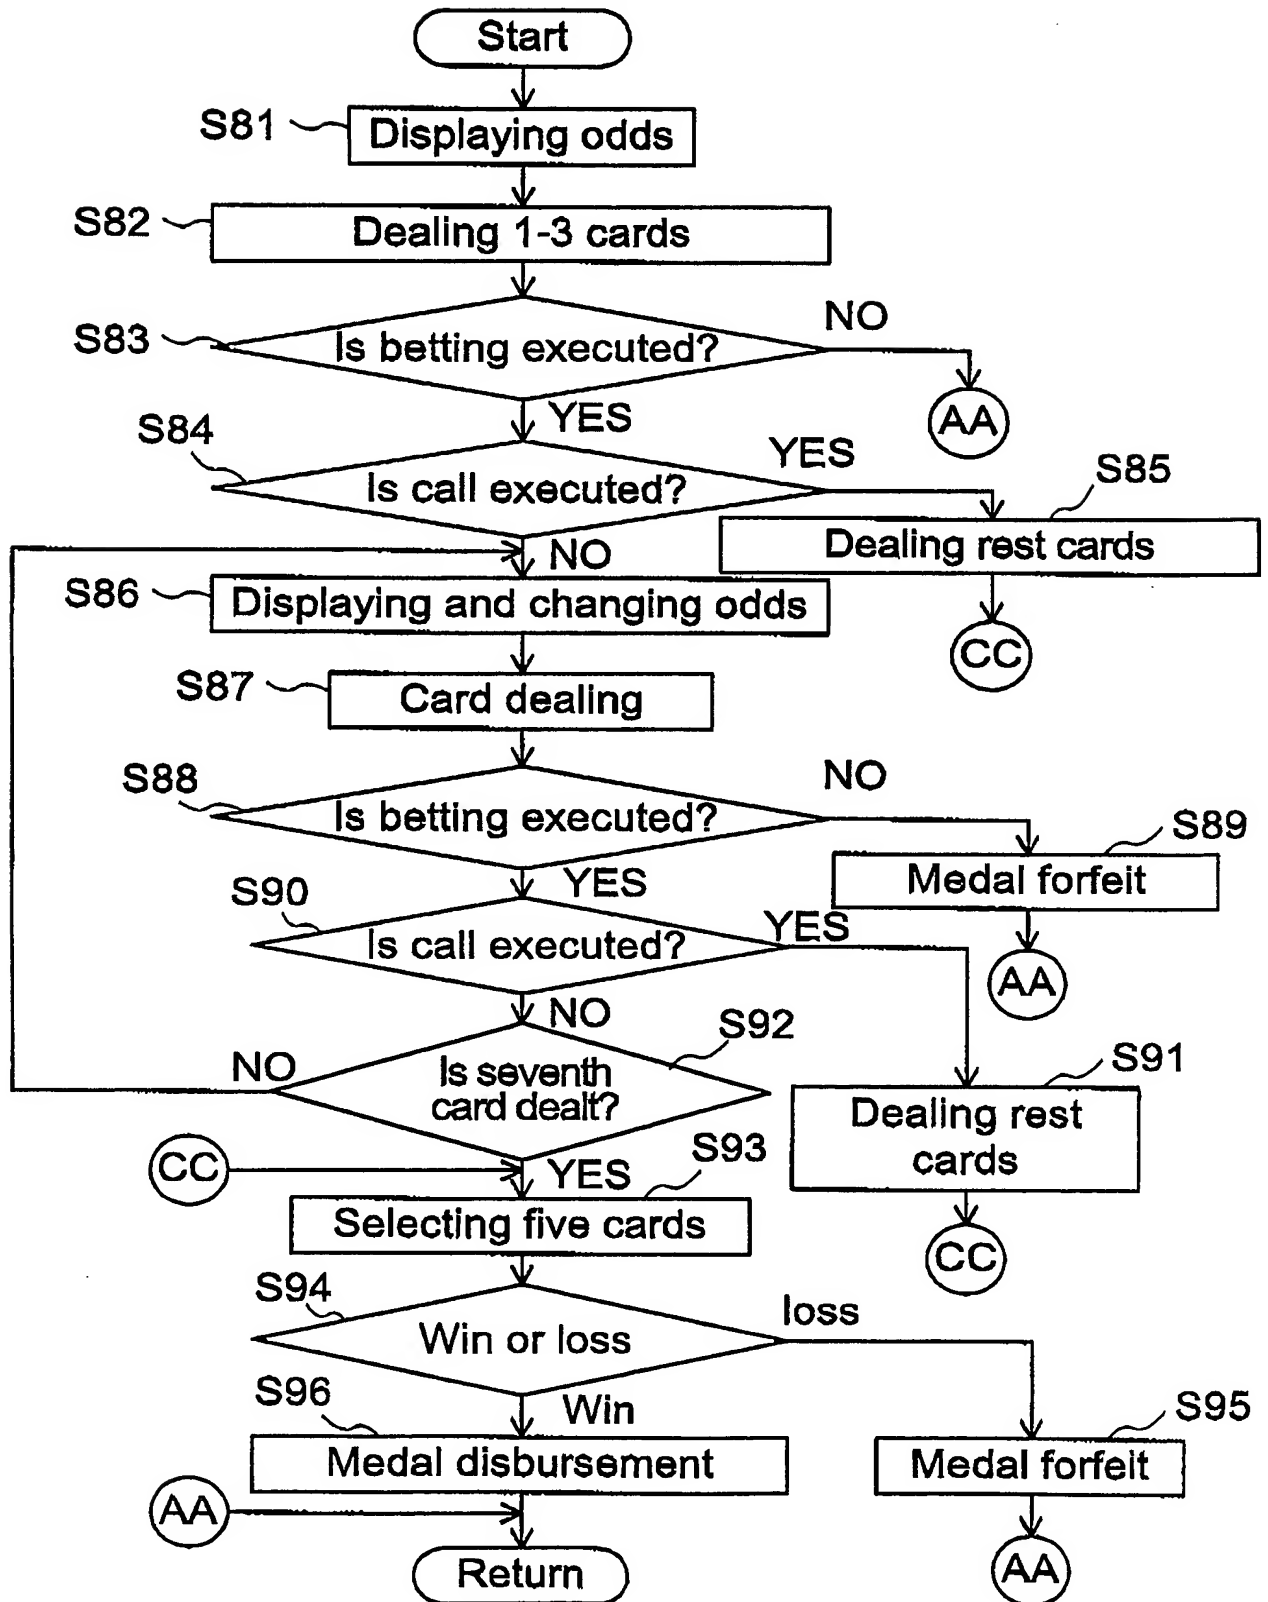 Start
S81
Displaying odds
S82
Dealing 1-3 cards
S83
Is betting executed?
NO
AA
YES
S84
Is call executed?
YES
S85
Dealing rest cards
CC
NO
S86
Displaying and changing odds
S87
Card dealing
S88
Is betting executed?
NO
S89
Medal forfeit
AA
YES
S90
Is call executed?
YES
S91
Dealing rest
cards
CC
NO
S92
Is seventh
card dealt?
NO
YES
CC
S93
Selecting five cards
S94
Win or loss
loss
S95
Medal forfeit
AA
Win
S96
Medal disbursement
AA
Return